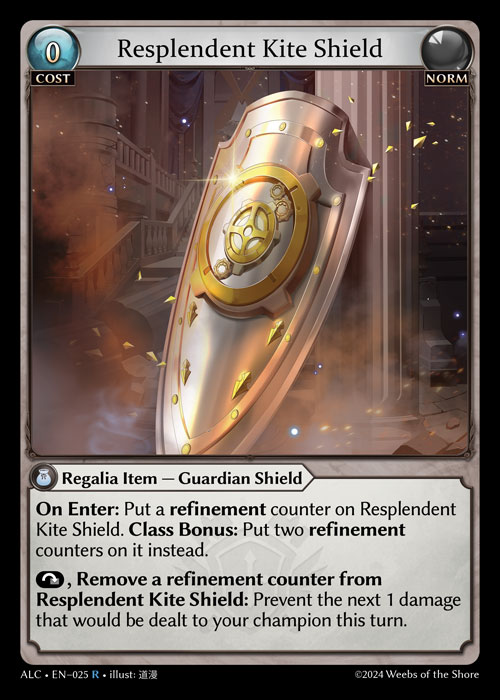 0
COST
Resplendent Kite Shield
NORM
Regalia Item — Guardian Shield
On Enter: Put a refinement counter on Resplendent
Kite Shield. Class Bonus: Put two refinement
counters on it instead.
, Remove a refinement counter from
Resplendent Kite Shield: Prevent the next 1 damage
that would be dealt to your champion this turn.
ALC • EN–025 R • illust: 道漫
©2024 Weebs of the Shore